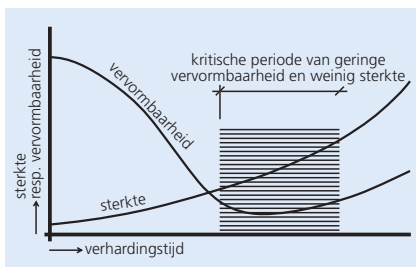 kritische periode van geringe
vervormbaarheid en weinig sterkte
vervormbaarheid
sterkte
sterkte
resp. vervormbaarheid
verhardingstijd